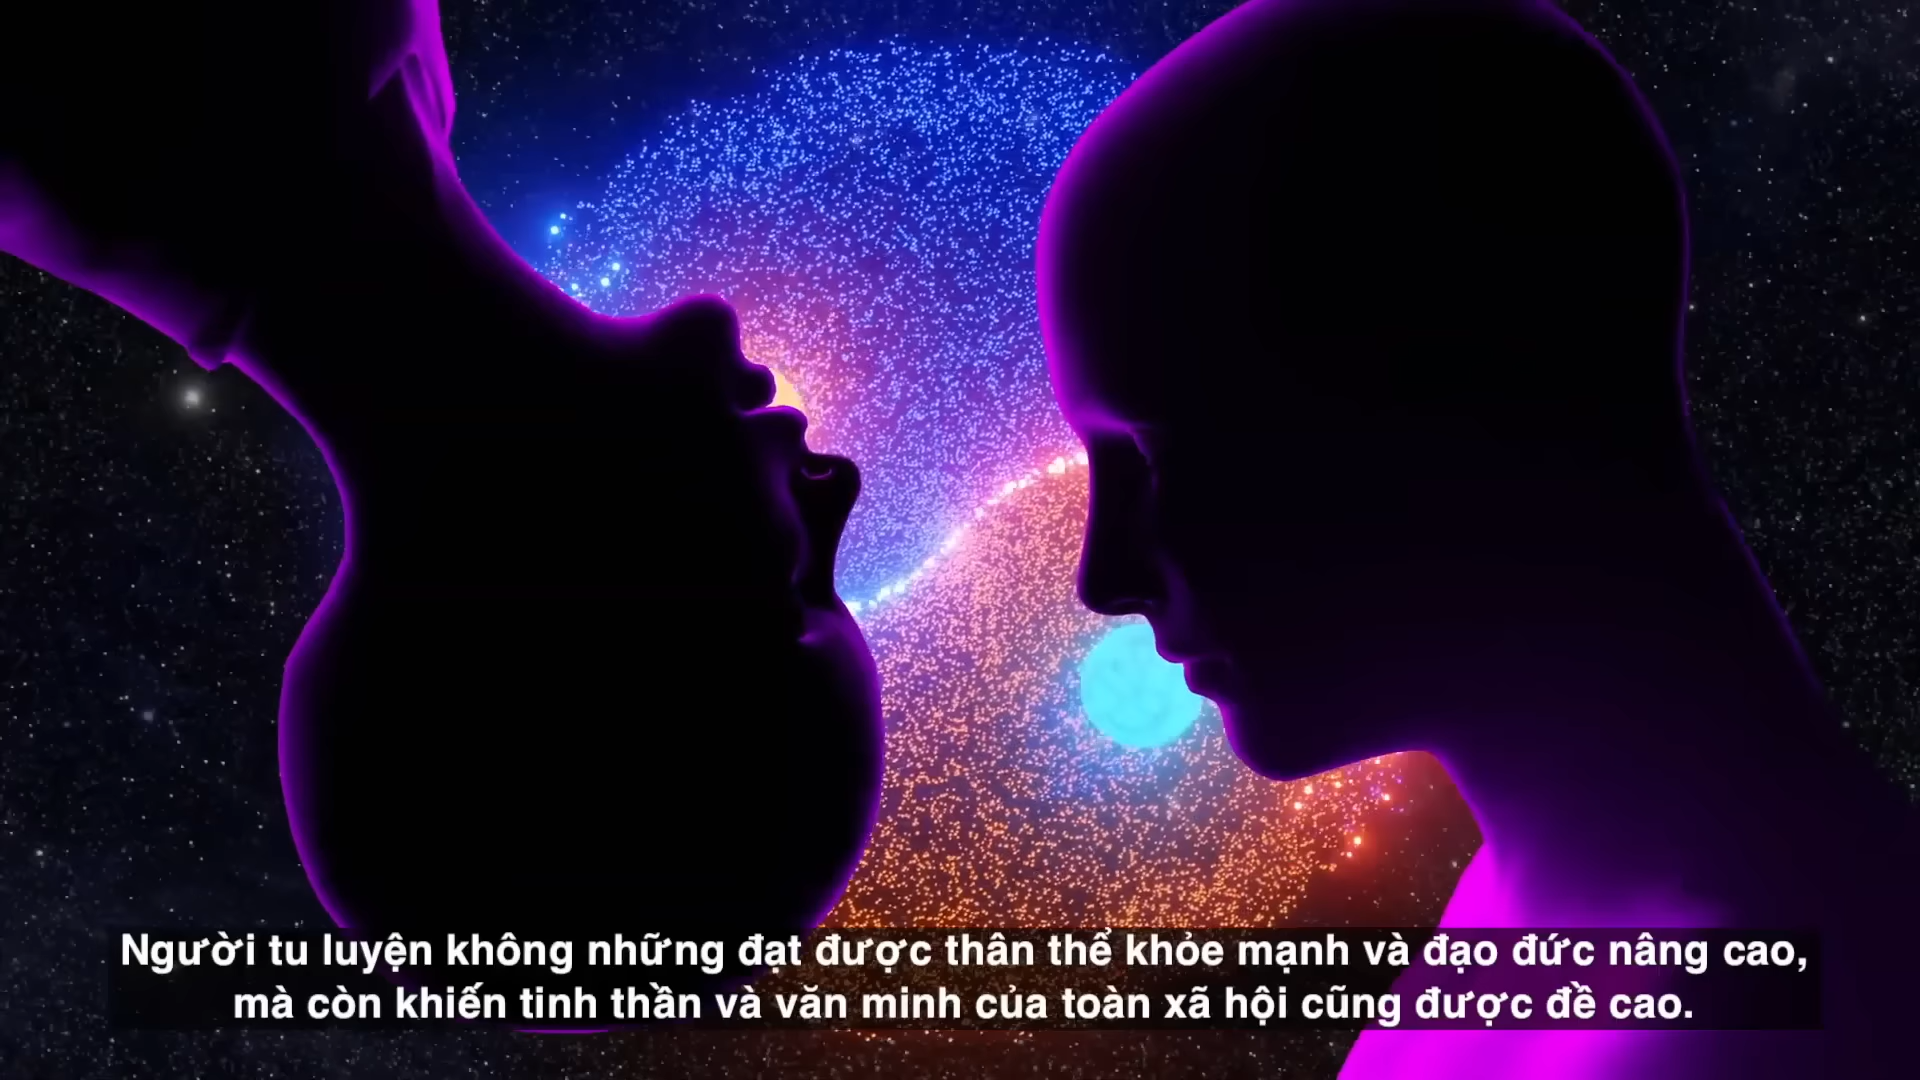 Người tu luyện không những đạt được thân thể khỏe mạnh và đạo đức nâng cao,
mà còn khiến tinh thần và văn minh của toàn xã hội cũng được đề cao.